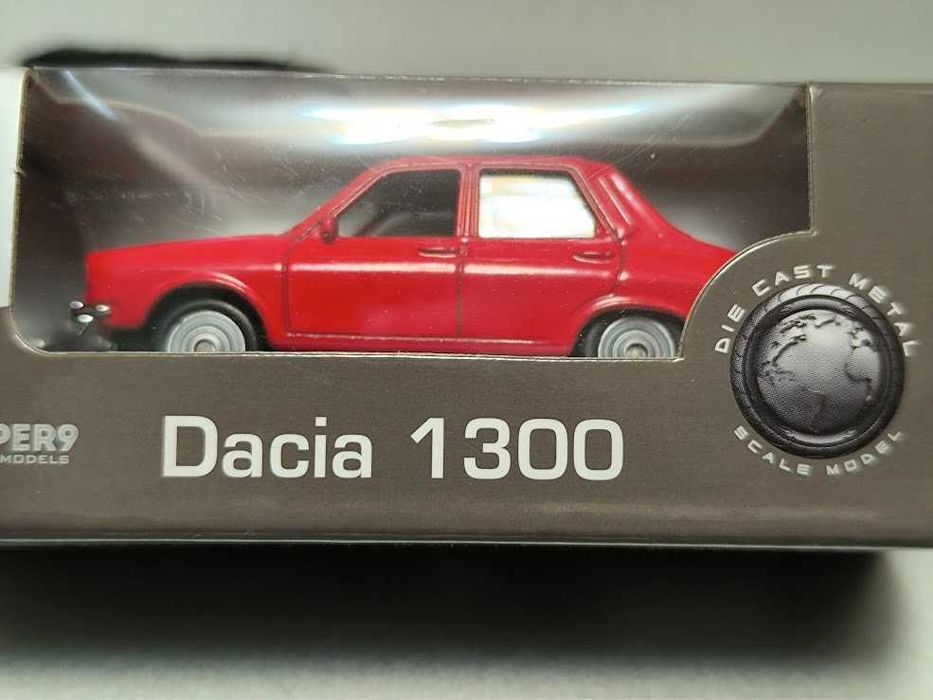 DIE CAST METAL
PER9
MODELS
Dacia 1300
SCALE MODEL